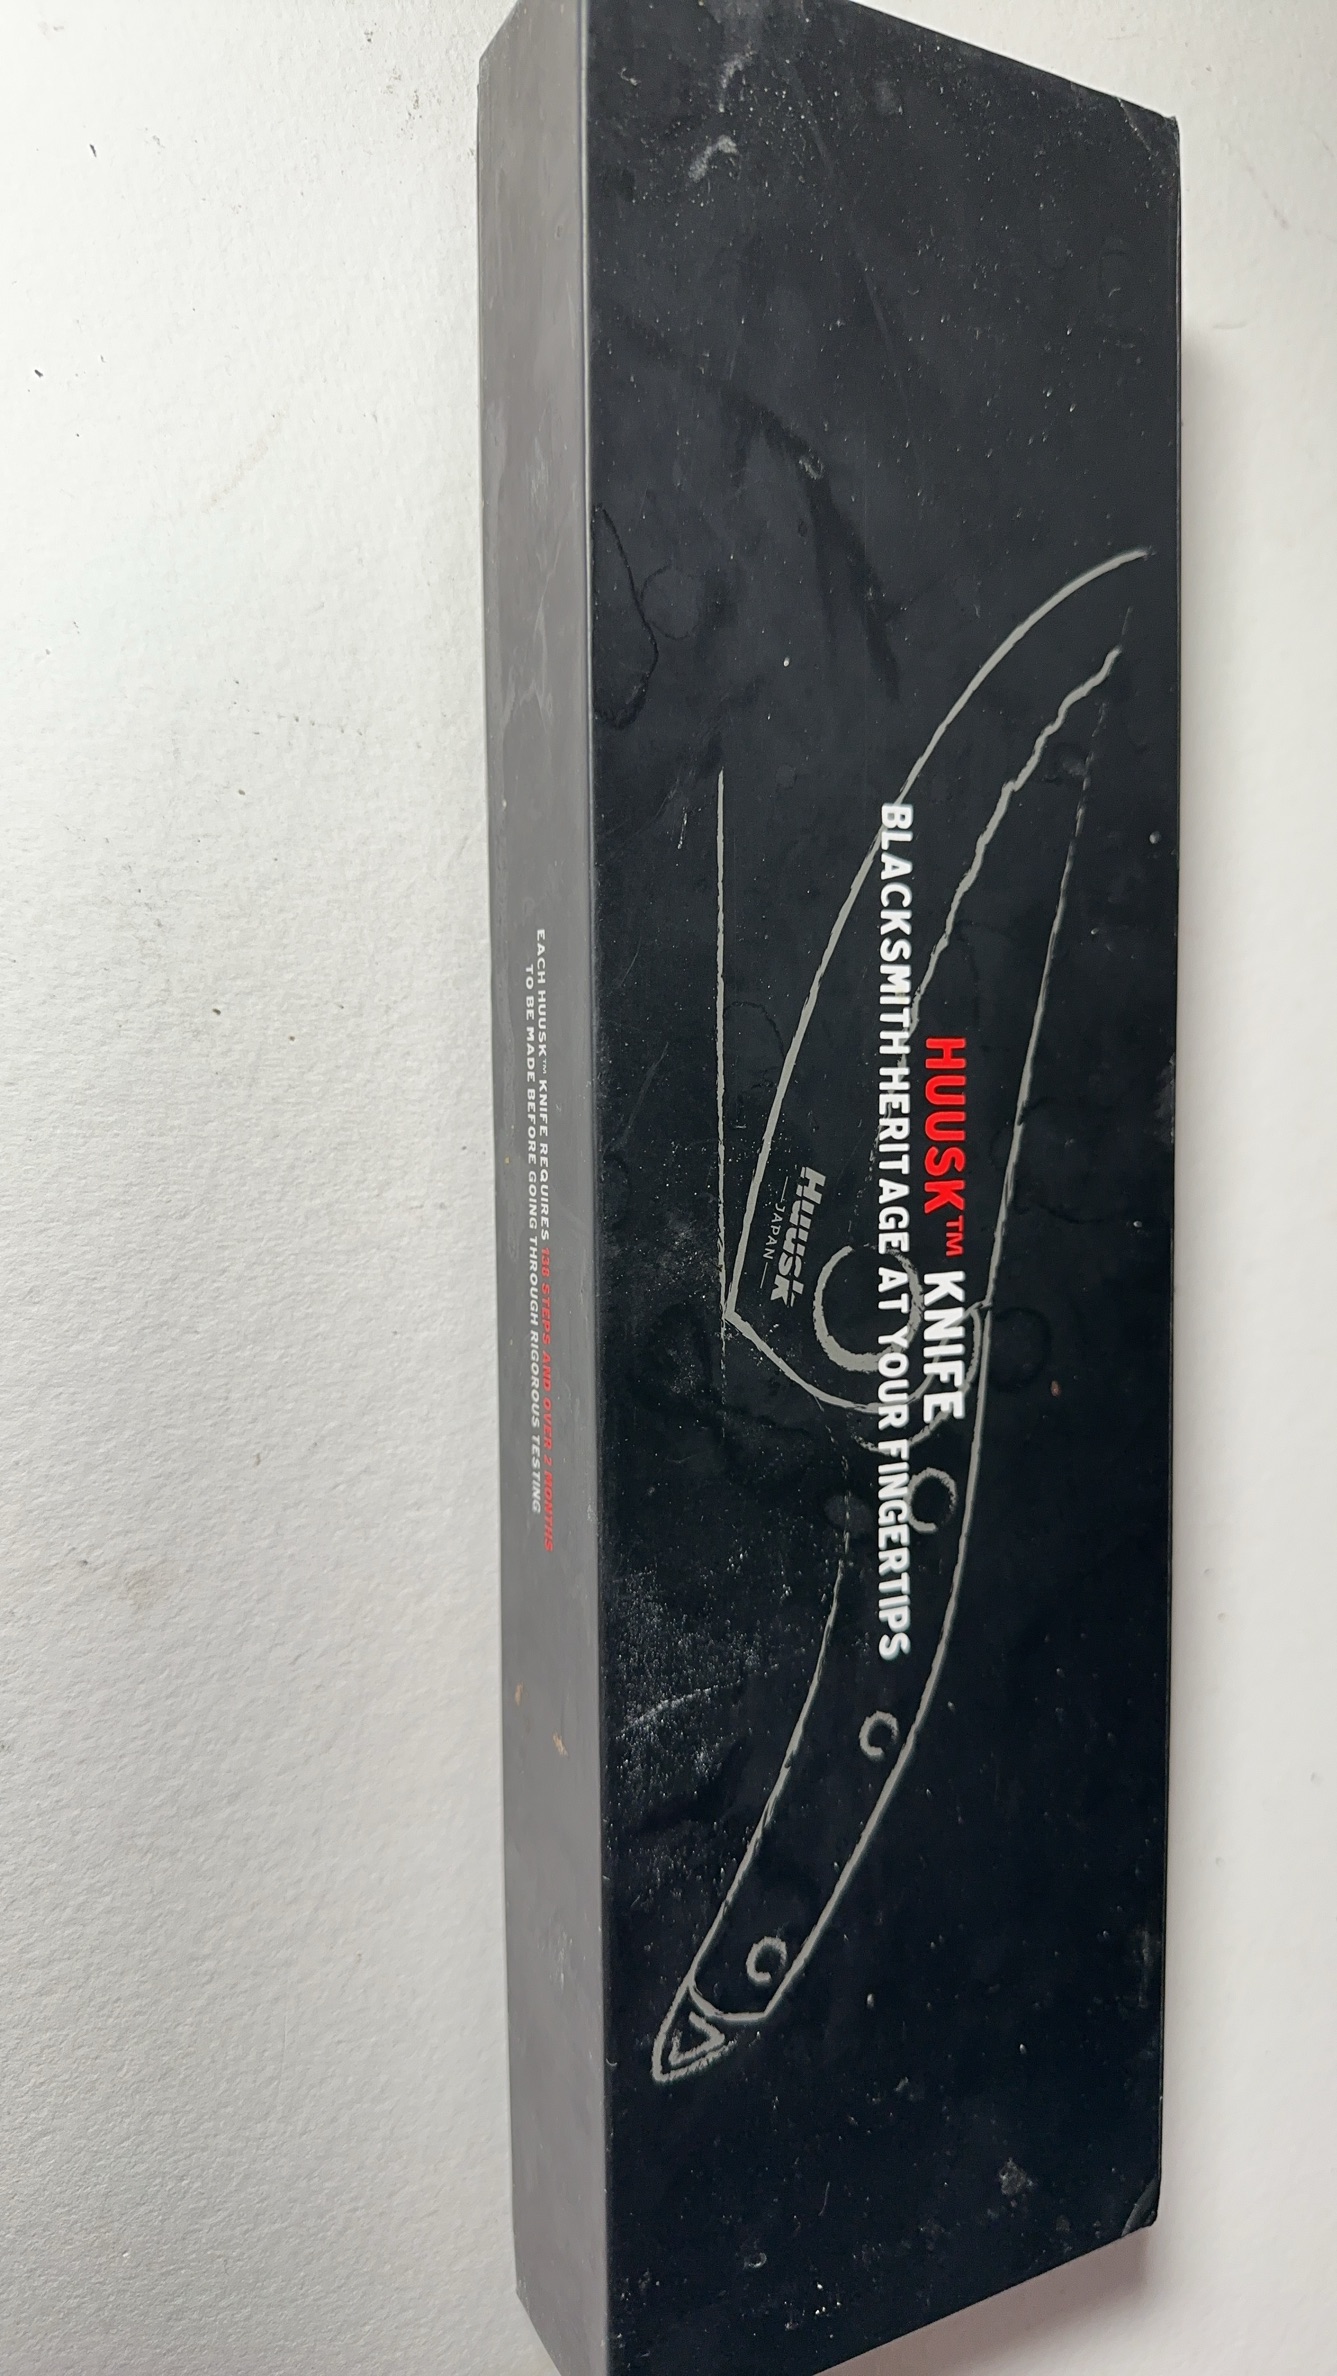 HUUSK™ KNIFE
BLACKSMITH HERITAGE AT YOUR FINGERTIPS
Huusk
JAPAN
EACH HUUSK™ KNIFE REQUIRES 138 STEPS AND OVER 2 MONTHS
TO BE MADE BEFORE GOING THROUGH RIGOROUS TESTING